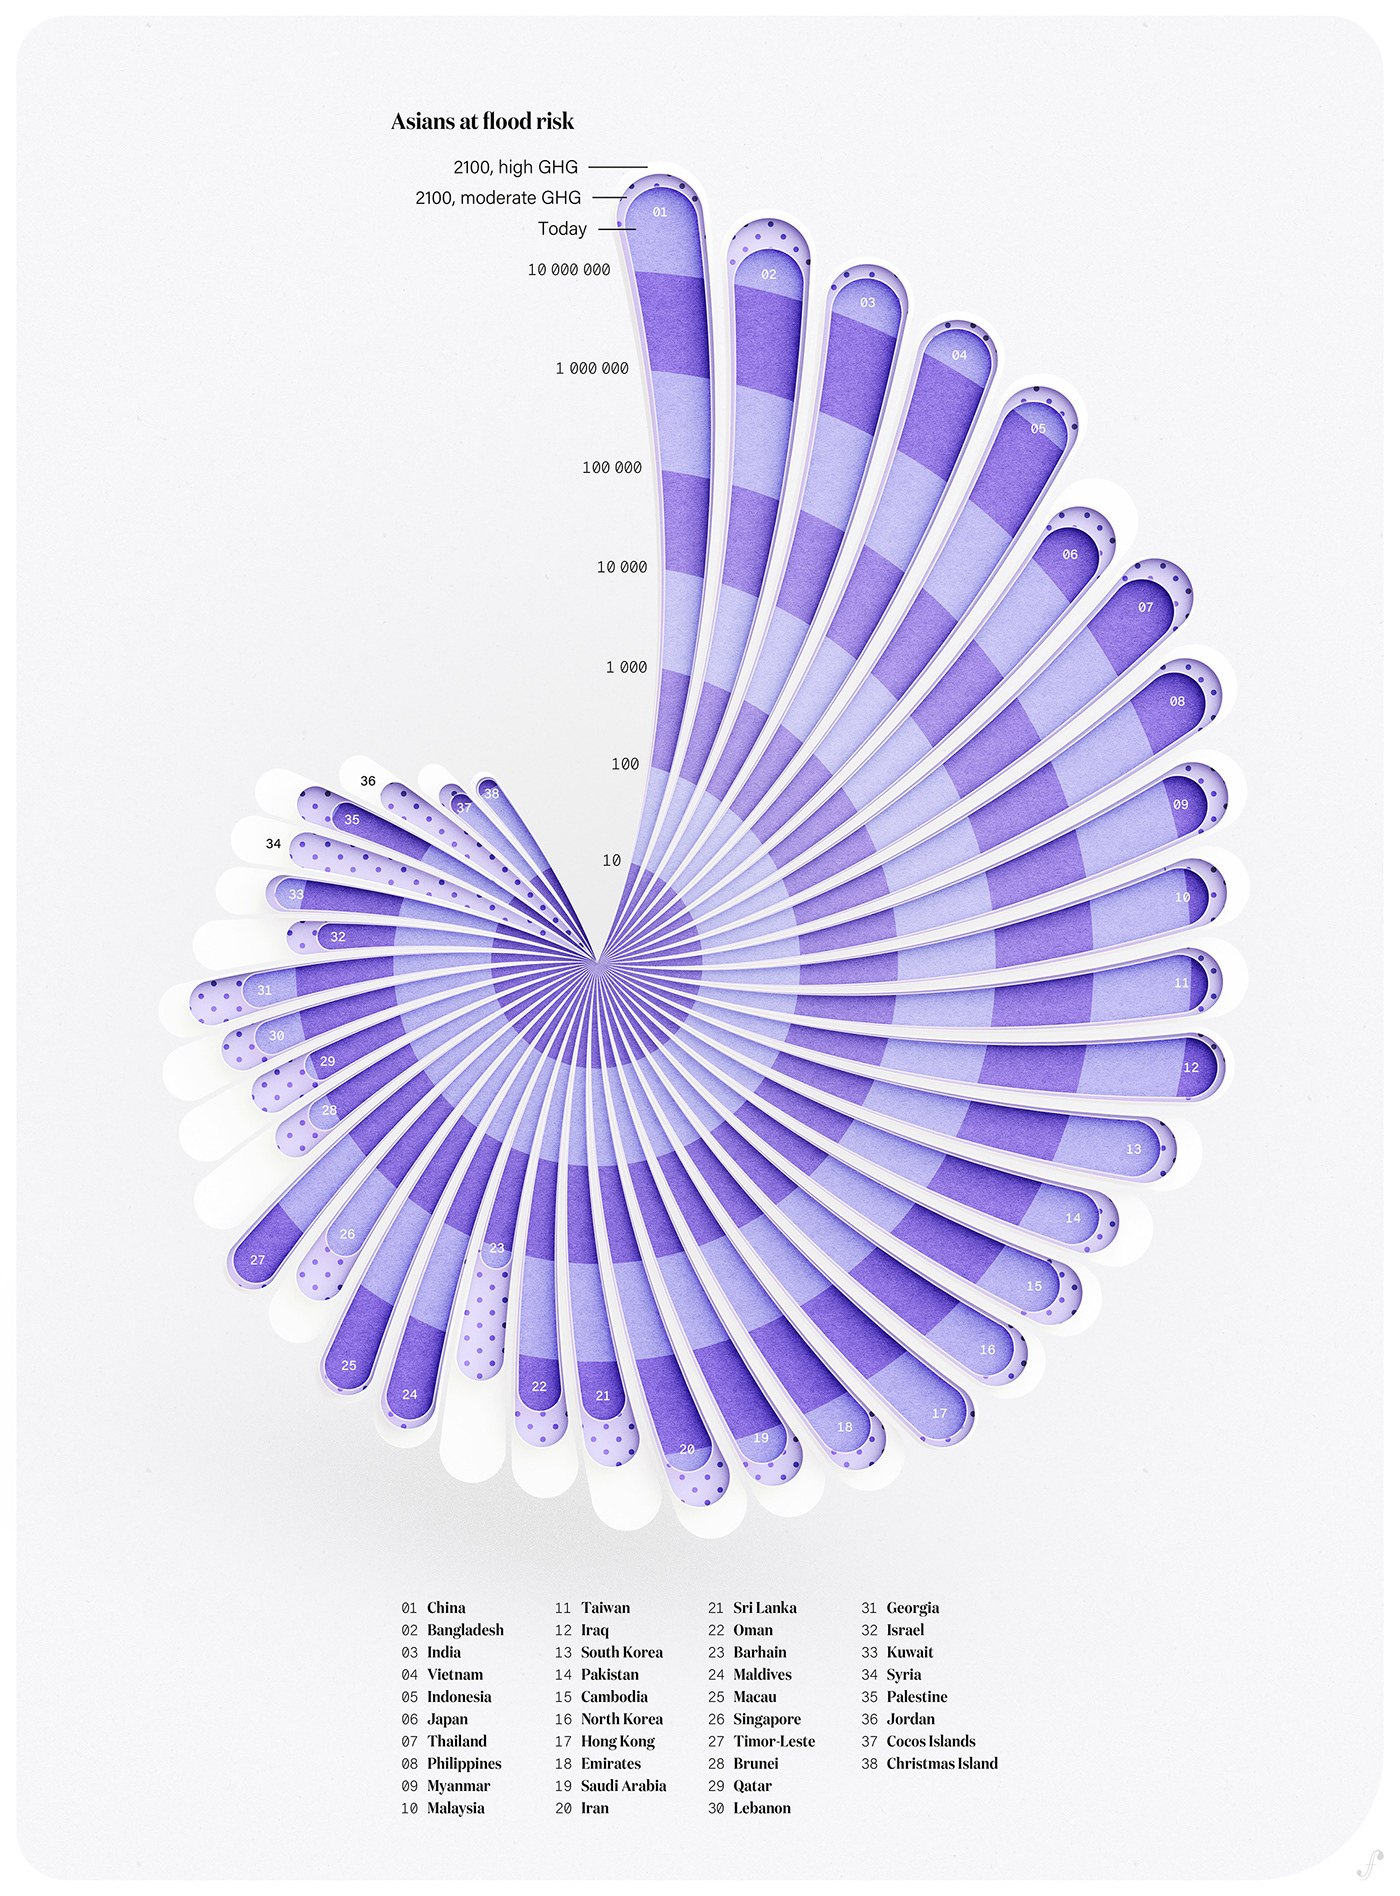 Asians at flood risk
2100, high GHG
2100, moderate GHG
Today
10 000 000
1 000 000
100 000
10 000
1 000
100
10
01
02
03
04
05
06
07
08
09
10
11
12
13
14
15
16
17
18
19
20
21
22
23
24
25
26
27
28
29
30
31
32
33
34
35
36
37
38
01 China
02 Bangladesh
03 India
04 Vietnam
05 Indonesia
06 Japan
07 Thailand
08 Philippines
09 Myanmar
10 Malaysia
11 Taiwan
12 Iraq
13 South Korea
14 Pakistan
15 Cambodia
16 North Korea
17 Hong Kong
18 Emirates
19 Saudi Arabia
20 Iran
21 Sri Lanka
22 Oman
23 Barhain
24 Maldives
25 Macau
26 Singapore
27 Timor-Leste
28 Brunei
29 Qatar
30 Lebanon
31 Georgia
32 Israel
33 Kuwait
34 Syria
35 Palestine
36 Jordan
37 Cocos Islands
38 Christmas Island